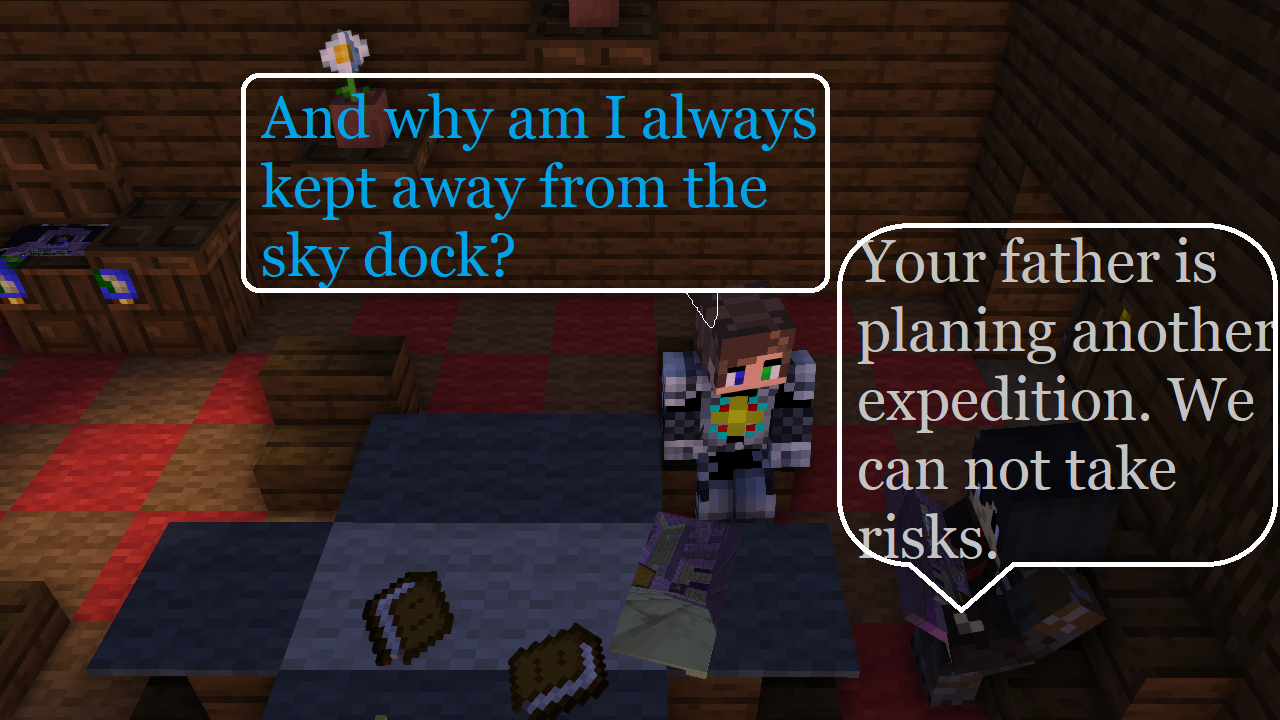 And why am I always
kept away from the
sky dock?
Your father is
planing another
expedition. We
can not take
risks.